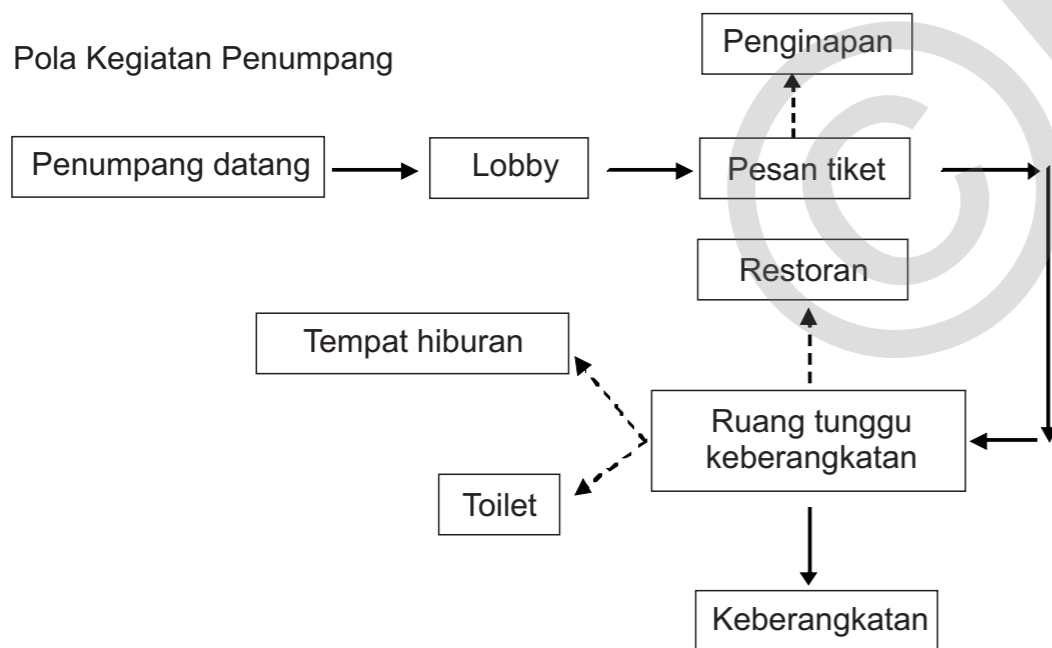 Pola Kegiatan Penumpang
Penginapan
Penumpang datang
Lobby
Pesan tiket
Restoran
Tempat hiburan
Ruang tunggu
keberangkatan
Toilet
Keberangkatan